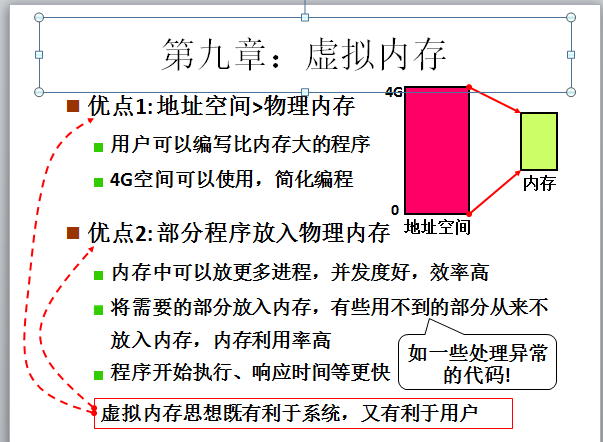 第九章：虚拟内存
优点1: 地址空间>物理内存
用户可以编写比内存大的程序
4G空间可以使用，简化编程
4G
0
地址空间
内存
优点2: 部分程序放入物理内存
内存中可以放更多进程，并发度好，效率高
将需要的部分放入内存，有些用不到的部分从来不
放入内存，内存利用率高
如一些处理异常
的代码!
程序开始执行、响应时间等更快
虚拟内存思想既有利于系统，又有利于用户